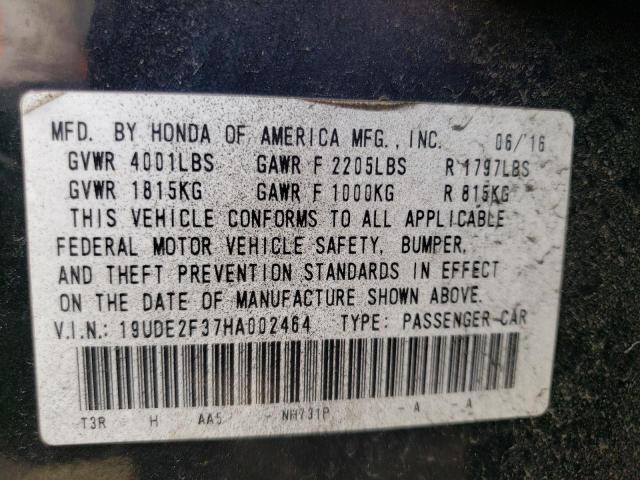 MFD. BY HONDA OF AMERICA MFG., INC. 06/16
GVWR 4001LBS GAWR F 2205LBS R 1797LBS
GVWR 1815KG GAWR F 1000KG R 815KG
THIS VEHICLE CONFORMS TO ALL APPLICABLE
FEDERAL MOTOR VEHICLE SAFETY, BUMPER,
AND THEFT PREVENTION STANDARDS IN EFFECT
ON THE DATE OF MANUFACTURE SHOWN ABOVE.
V.I.N.: 19UDE2F37HA002464 TYPE: PASSENGER CAR
T3R H AA5 - NH731P - A - A